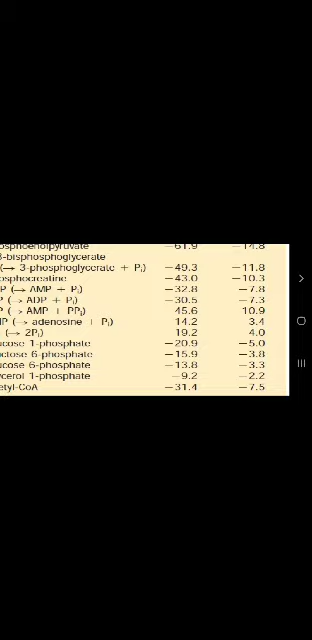 osphoenolpyruvate −61.9 −14.8
3-bisphosphoglycerate
(→ 3-phosphoglycerate + Pi) −49.3 −11.8
osphocreatine −43.0 −10.3
P (→ AMP + Pi) −32.8 −7.8
P (→ ADP + Pi) −30.5 −7.3
P (→ AMP + PPi) 45.6 10.9
MP (→ adenosine + Pi) 14.2 3.4
(→ 2Pi) 19.2 4.0
ucose 1-phosphate −20.9 −5.0
uctose 6-phosphate −15.9 −3.8
ucose 6-phosphate −13.8 −3.3
ycerol 1-phosphate −9.2 −2.2
etyl-CoA −31.4 −7.5